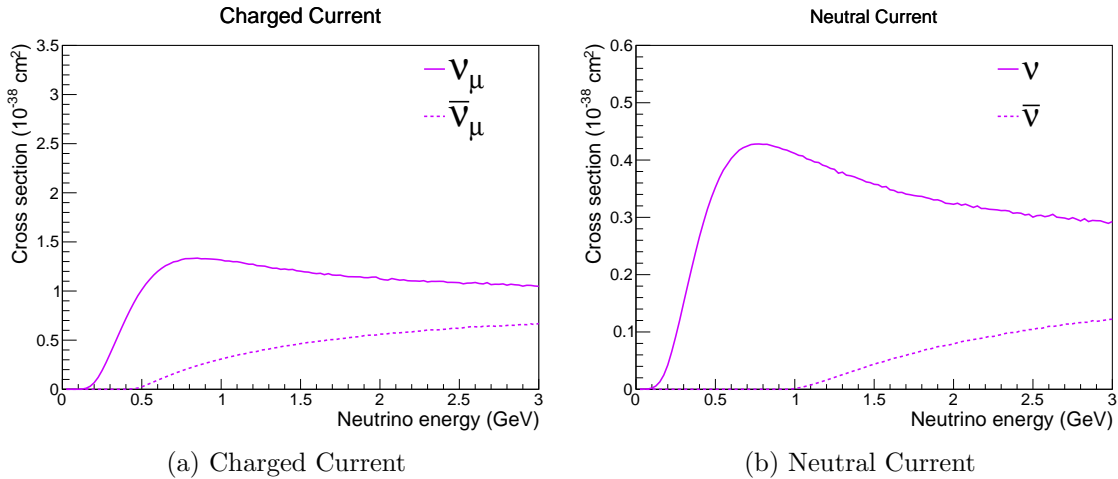 Charged Current
Cross section (10⁻³⁸ cm²)
3.5
3
2.5
2
1.5
1
0.5
0
ν_μ
ν̅_μ
0 0.5 1 1.5 2 2.5 3
Neutrino energy (GeV)
(a) Charged Current
Neutral Current
Cross section (10⁻³⁸ cm²)
0.6
0.5
0.4
0.3
0.2
0.1
0
ν
ν̅
0 0.5 1 1.5 2 2.5 3
Neutrino energy (GeV)
(b) Neutral Current